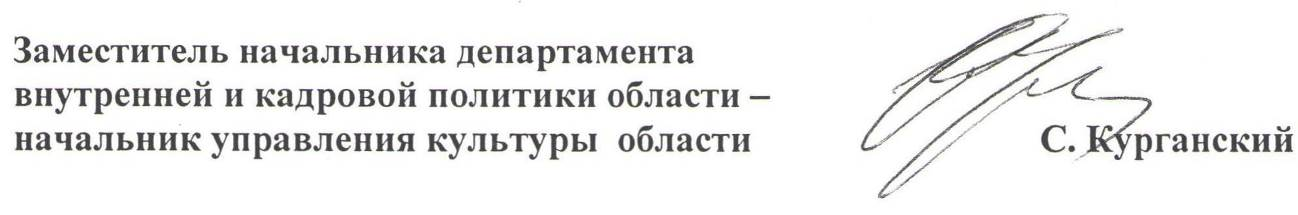 Заместитель начальника департамента
внутренней и кадровой политики области –
начальник управления культуры области
С. Курганский